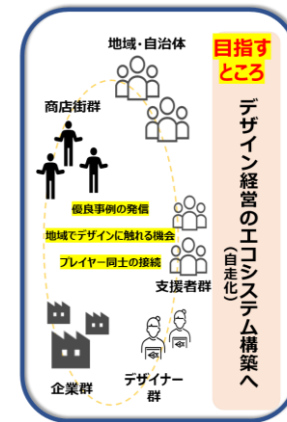 地域・自治体
商店街群
優良事例の発信
地域でデザインに触れる機会
プレイヤー同士の接続
支援者群
企業群
デザイナー
群
目指す
ところ
デザイン経営のエコシステム構築へ
(自走化)